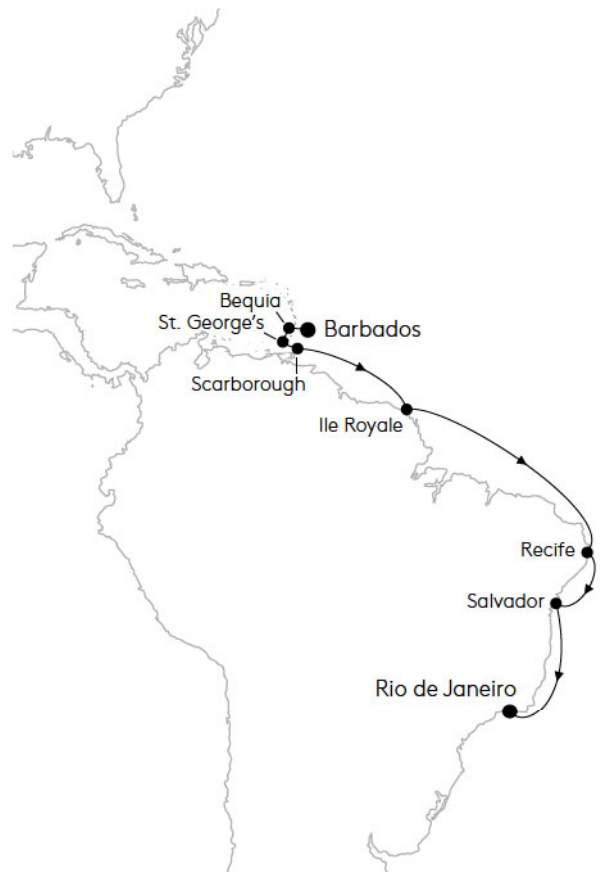 Bequia
St. George's
Barbados
Scarborough
Ile Royale
Recife
Salvador
Rio de Janeiro